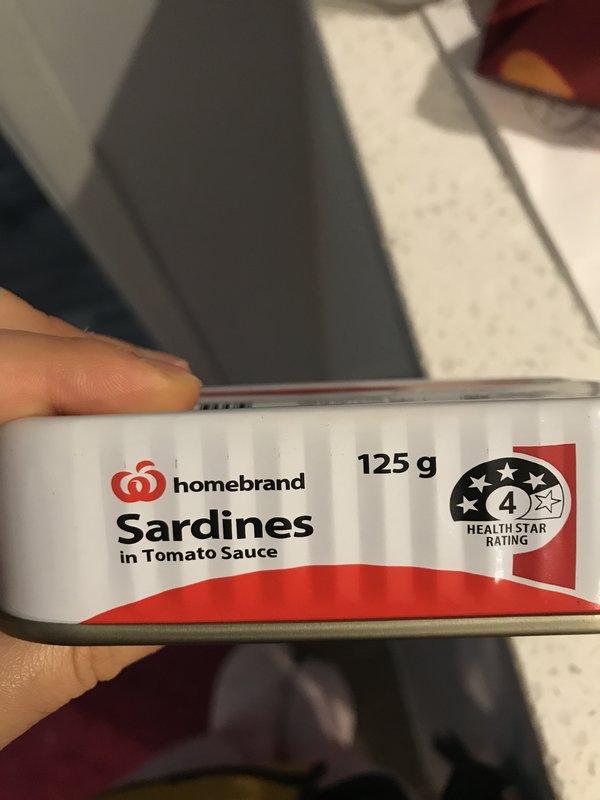 homebrand
125 g
Sardines
in Tomato Sauce
4
HEALTH STAR
RATING